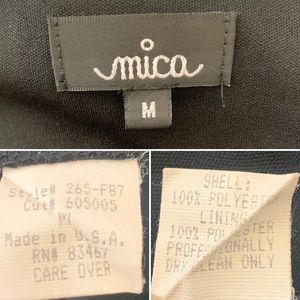 mica
M
Style# 265-F87
Cut# 605005
M
Made in U.S.A.
RN# 83467
CARE OVER
SHELL:
100% POLYESTER
LINING
100% POLYESTER
PROFESSIONALLY
DRY CLEAN ONLY